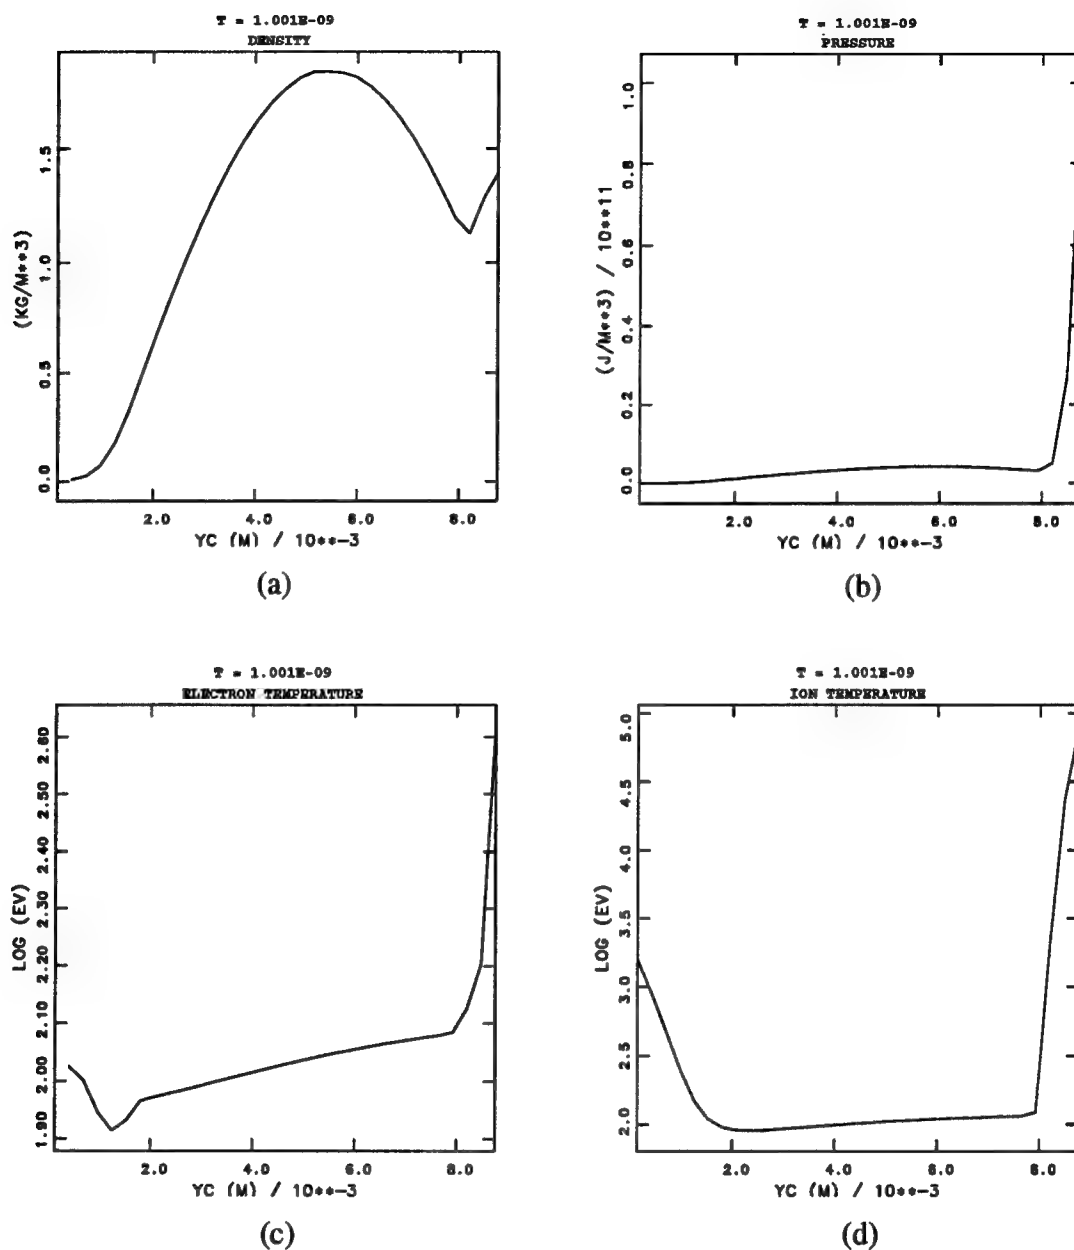 T = 1.001E-09
DENSITY
(KG/M**3)
1.5
1.0
0.5
0.0
2.0 4.0 6.0 8.0
YC (M) / 10**-3
(a)
T = 1.001E-09
PRESSURE
(J/M**3) / 10**11
1.0
0.8
0.6
0.4
0.2
0.0
2.0 4.0 6.0 8.0
YC (M) / 10**-3
(b)
T = 1.001E-09
ELECTRON TEMPERATURE
LOG (EV)
2.60
2.50
2.40
2.30
2.20
2.10
2.00
1.90
2.0 4.0 6.0 8.0
YC (M) / 10**-3
(c)
T = 1.001E-09
ION TEMPERATURE
LOG (EV)
5.0
4.5
4.0
3.5
3.0
2.5
2.0
2.0 4.0 6.0 8.0
YC (M) / 10**-3
(d)